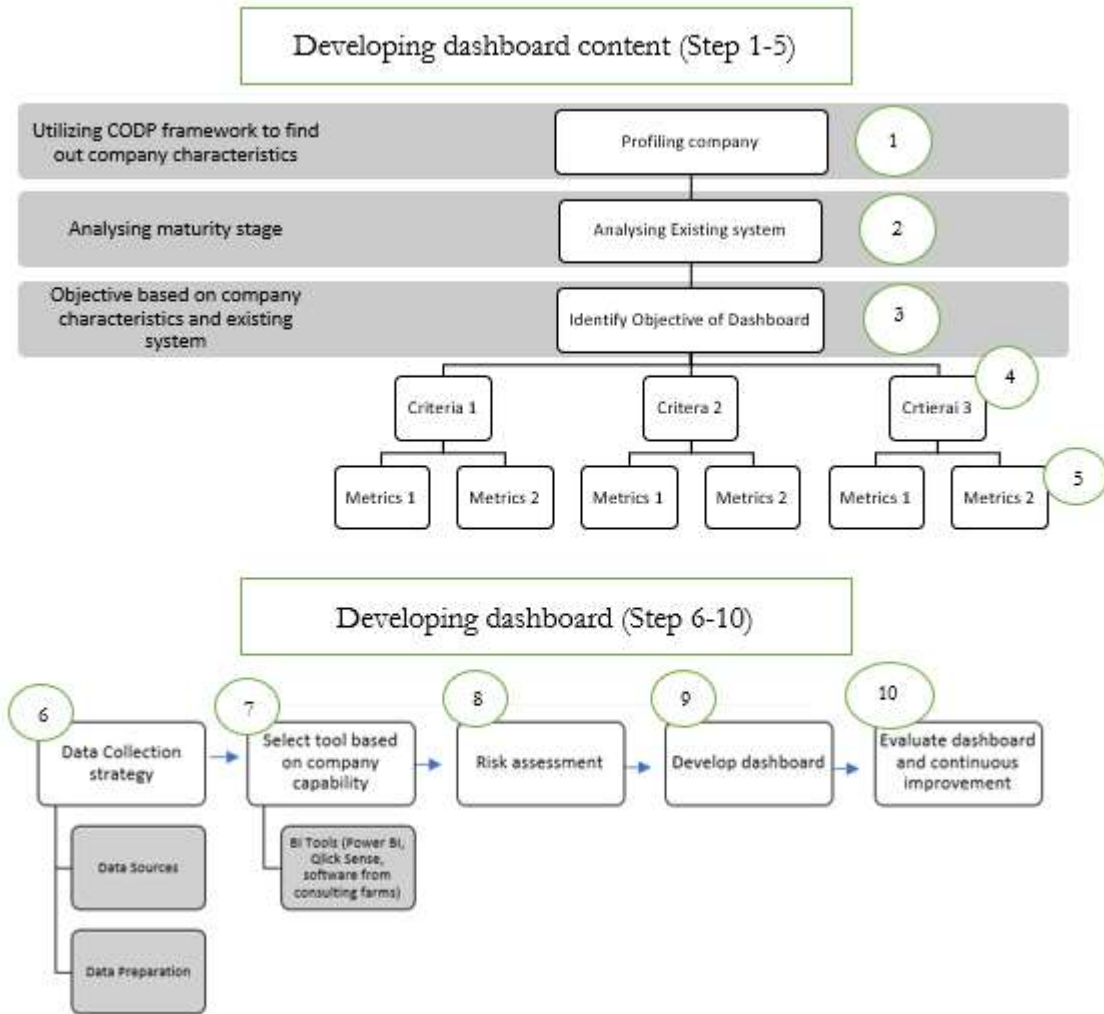 Developing dashboard content (Step 1-5)
Utilizing CODP framework to find
out company characteristics
Profiling company
1
Analysing maturity stage
Analysing Existing system
2
Objective based on company
characteristics and existing
system
Identify Objective of Dashboard
3
4
Criteria 1
Critera 2
Crtierai 3
Metrics 1
Metrics 2
Metrics 1
Metrics 2
Metrics 1
Metrics 2
5
Developing dashboard (Step 6-10)
6
Data Collection
strategy
7
Select tool based
on company
capability
8
Risk assessment
9
Develop dashboard
10
Evaluate dashboard
and continuous
improvement
Data Sources
BI Tools (Power BI,
Qlick Sense,
software from
consulting farms)
Data Preparation